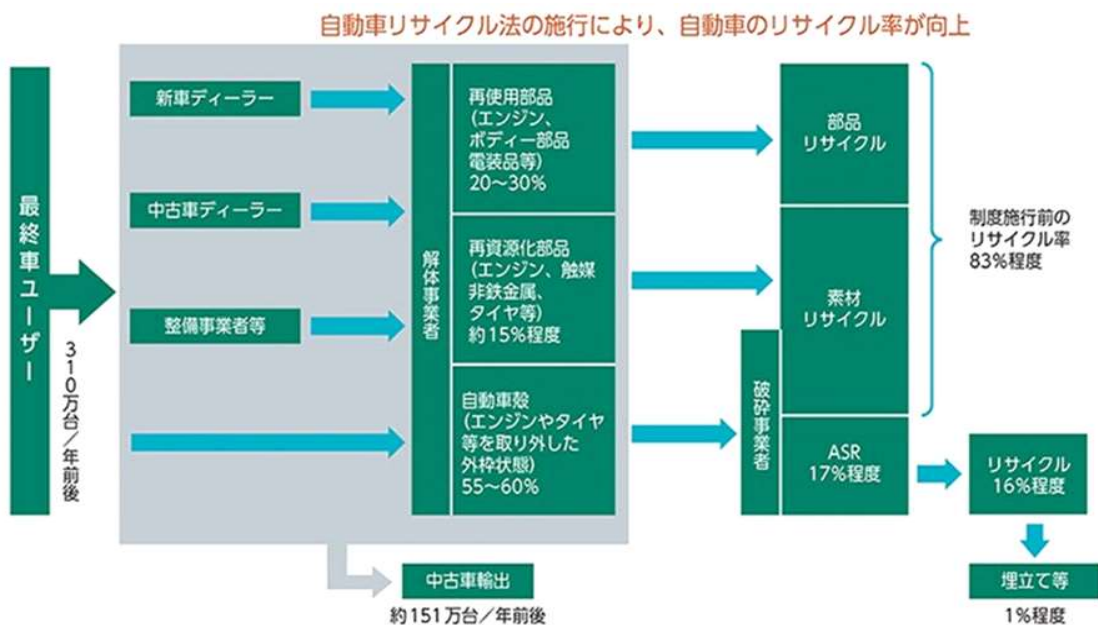 自動車リサイクル法の施行により、自動車のリサイクル率が向上
最終車ユーザー
310万台/年前後
新車ディーラー
中古車ディーラー
整備事業者等
解体事業者
再使用部品
(エンジン、
ボディー部品
電装品等)
20〜30%
再資源化部品
(エンジン、触媒
非鉄金属、
タイヤ等)
約15%程度
自動車殻
(エンジンやタイヤ
等を取り外した
外枠状態)
55〜60%
中古車輸出
約151万台/年前後
部品
リサイクル
素材
リサイクル
破砕事業者
ASR
17%程度
制度施行前の
リサイクル率
83%程度
リサイクル
16%程度
埋立て等
1%程度